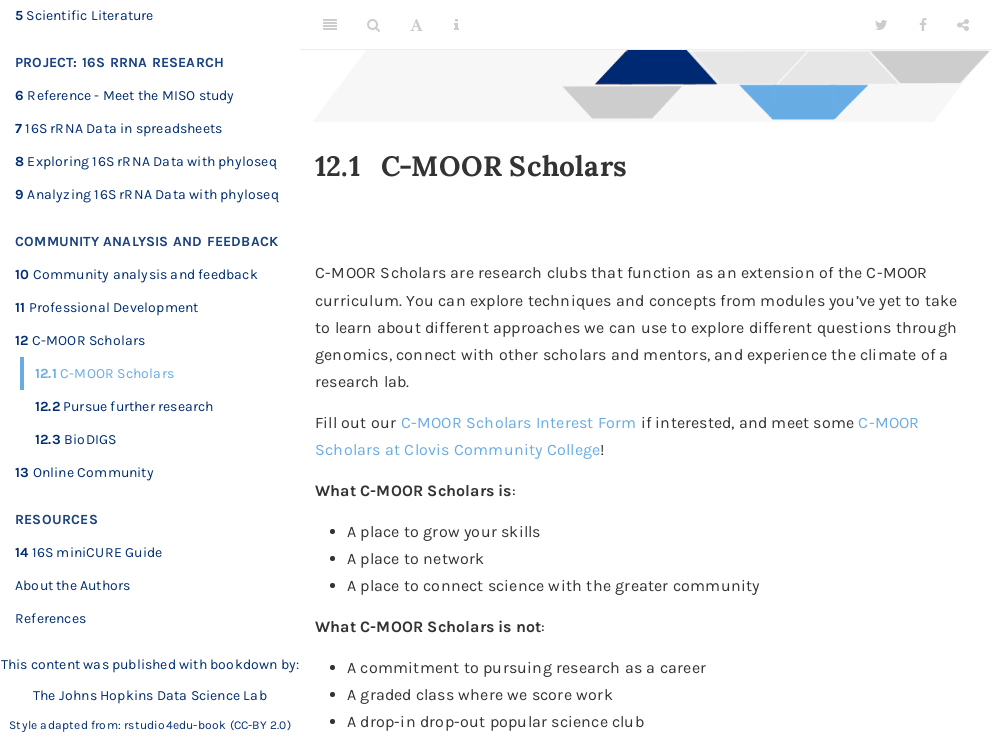 5 Scientific Literature
PROJECT: 16S RRNA RESEARCH
6 Reference - Meet the MISO study
7 16S rRNA Data in spreadsheets
8 Exploring 16S rRNA Data with phyloseq
9 Analyzing 16S rRNA Data with phyloseq
COMMUNITY ANALYSIS AND FEEDBACK
10 Community analysis and feedback
11 Professional Development
12 C-MOOR Scholars
12.1 C-MOOR Scholars
12.2 Pursue further research
12.3 BioDIGS
13 Online Community
RESOURCES
14 16S miniCURE Guide
About the Authors
References
This content was published with bookdown by:
The Johns Hopkins Data Science Lab
Style adapted from: rstudio4edu-book (CC-BY 2.0)
12.1 C-MOOR Scholars
C-MOOR Scholars are research clubs that function as an extension of the C-MOOR
curriculum. You can explore techniques and concepts from modules you've yet to take
to learn about different approaches we can use to explore different questions through
genomics, connect with other scholars and mentors, and experience the climate of a
research lab.
Fill out our C-MOOR Scholars Interest Form if interested, and meet some C-MOOR
Scholars at Clovis Community College!
What C-MOOR Scholars is:
• A place to grow your skills
• A place to network
• A place to connect science with the greater community
What C-MOOR Scholars is not:
• A commitment to pursuing research as a career
• A graded class where we score work
• A drop-in drop-out popular science club